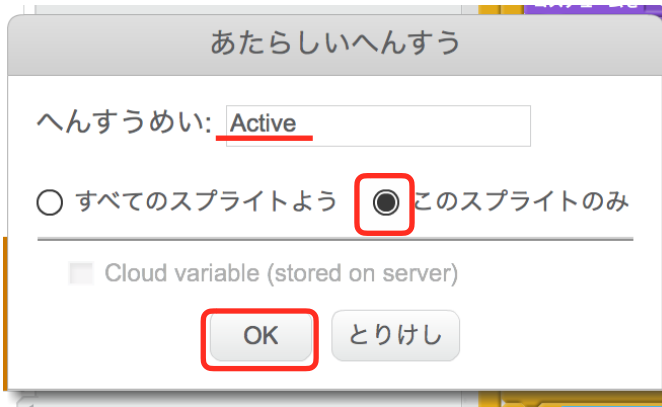 あたらしいへんすう
へんすうめい: Active
すべてのスプライトよう このスプライトのみ
Cloud variable (stored on server)
OK とりけし